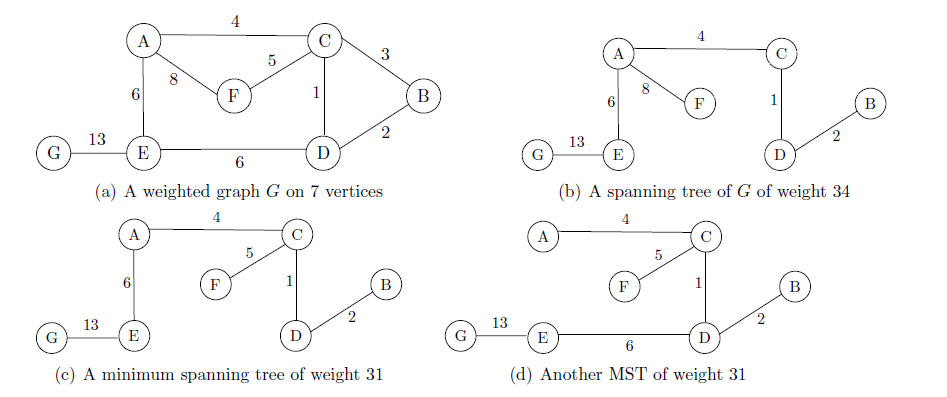 4
A
C
3
8
5
6
F
1
B
13
2
G
E
D
6
(a) A weighted graph G on 7 vertices
4
A
C
8
6
F
1
B
13
2
G
E
D
(b) A spanning tree of G of weight 34
4
A
C
5
6
F
1
B
13
2
G
E
D
(c) A minimum spanning tree of weight 31
4
A
C
5
F
1
B
13
2
G
E
D
6
(d) Another MST of weight 31